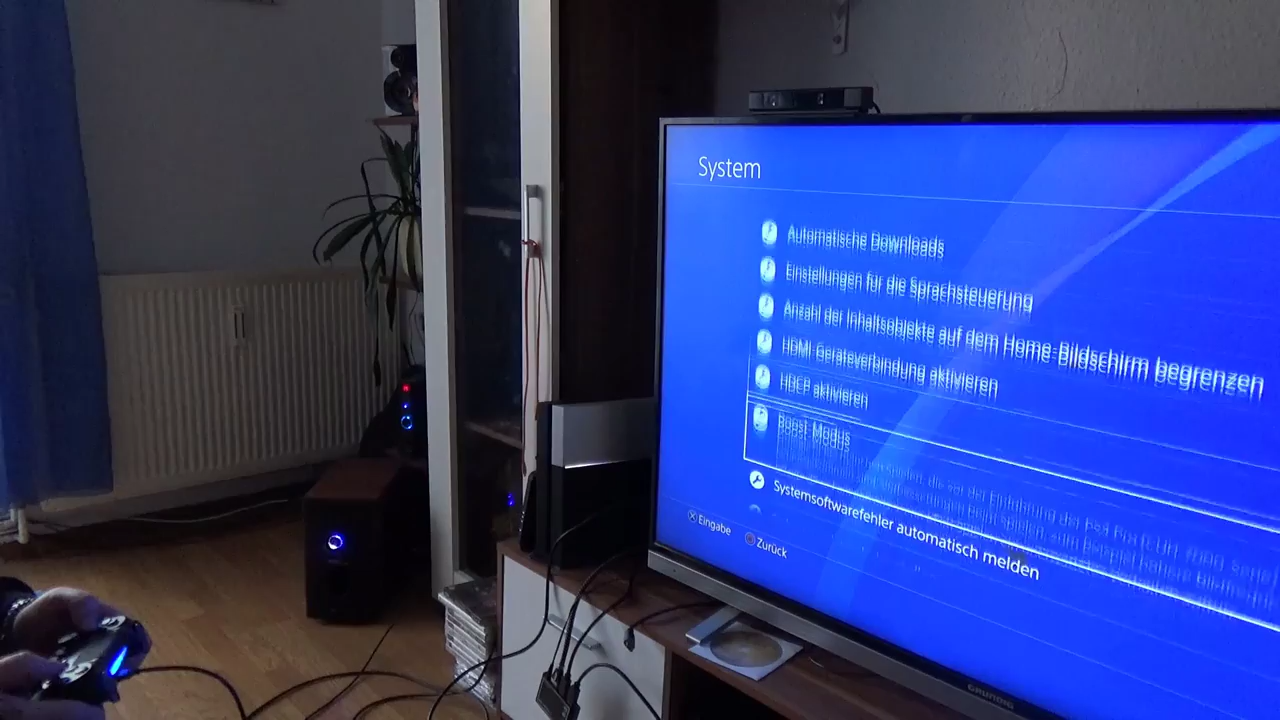 System
Automatische Downloads
Einstellungen für die Sprachsteuerung
Anzahl der Inhaltsobjekte auf dem Home-Bildschirm begrenzen
HDMI-Geräteverbindung aktivieren
HDCP aktivieren
Boost-Modus
Systemsoftwarefehler automatisch melden
Eingabe
Zurück
GRUNDIG